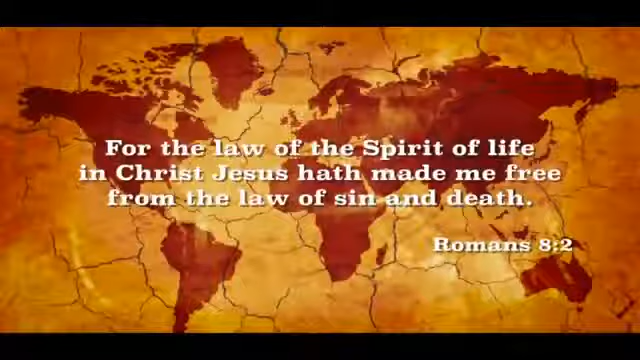 For the law of the Spirit of life
in Christ Jesus hath made me free
from the law of sin and death.
Romans 8:2